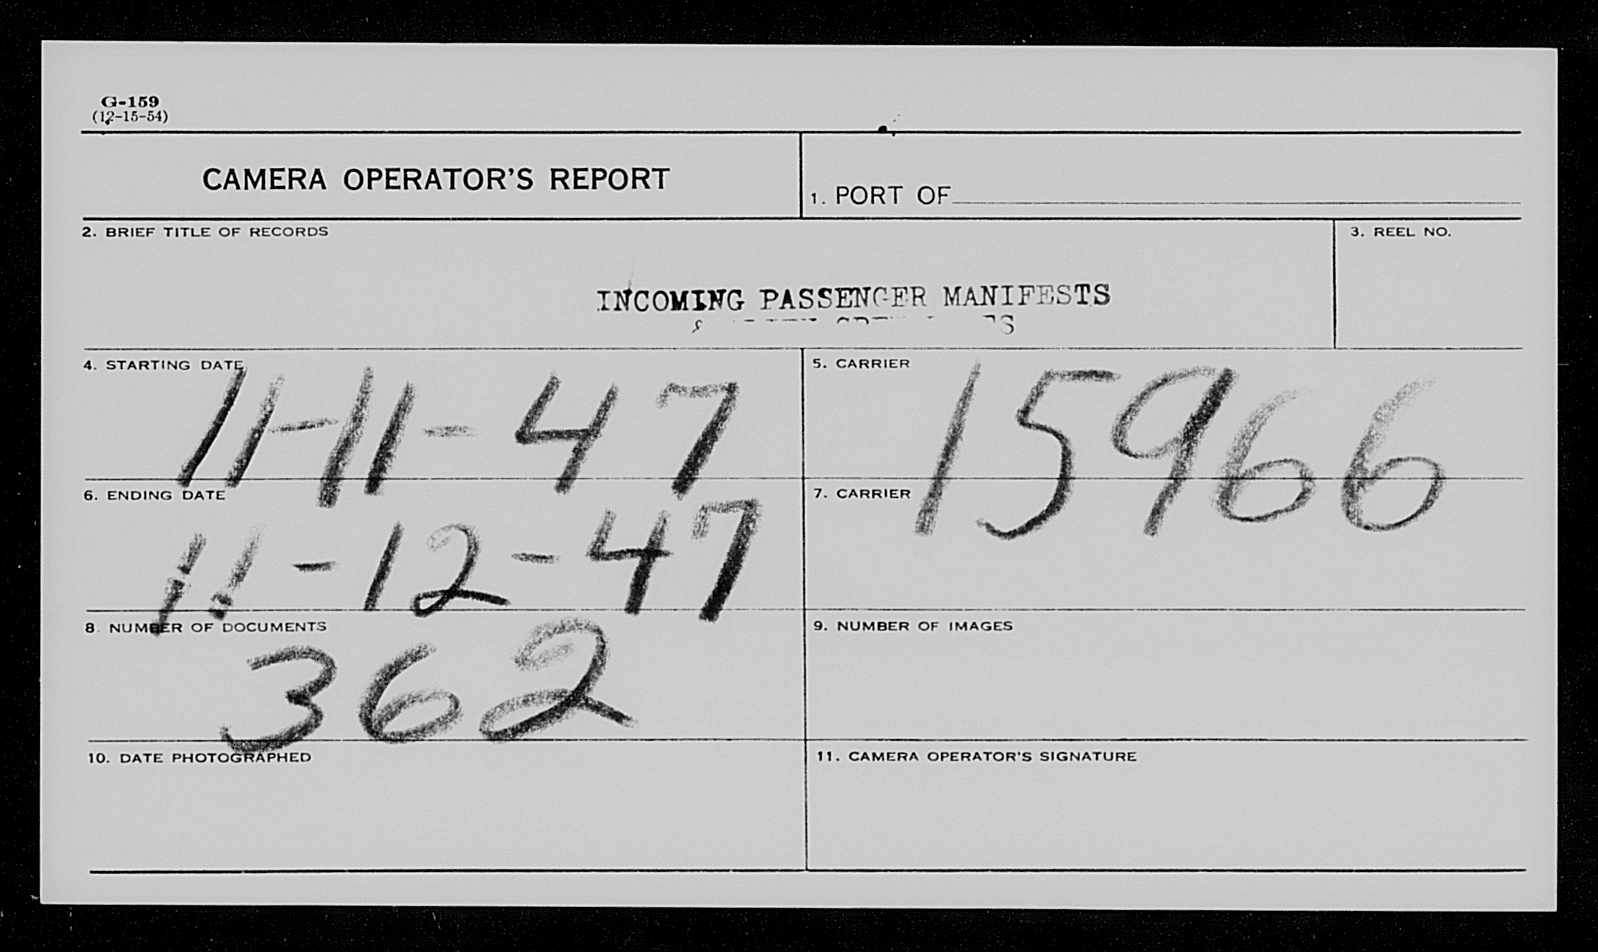 G-159
(12-15-54)
CAMERA OPERATOR'S REPORT
1. PORT OF
2. BRIEF TITLE OF RECORDS
3. REEL NO.
INCOMING PASSENGER MANIFESTS
4. STARTING DATE
11-11-47
5. CARRIER
15966
6. ENDING DATE
11-12-47
7. CARRIER
8. NUMBER OF DOCUMENTS
362
9. NUMBER OF IMAGES
10. DATE PHOTOGRAPHED
11. CAMERA OPERATOR'S SIGNATURE